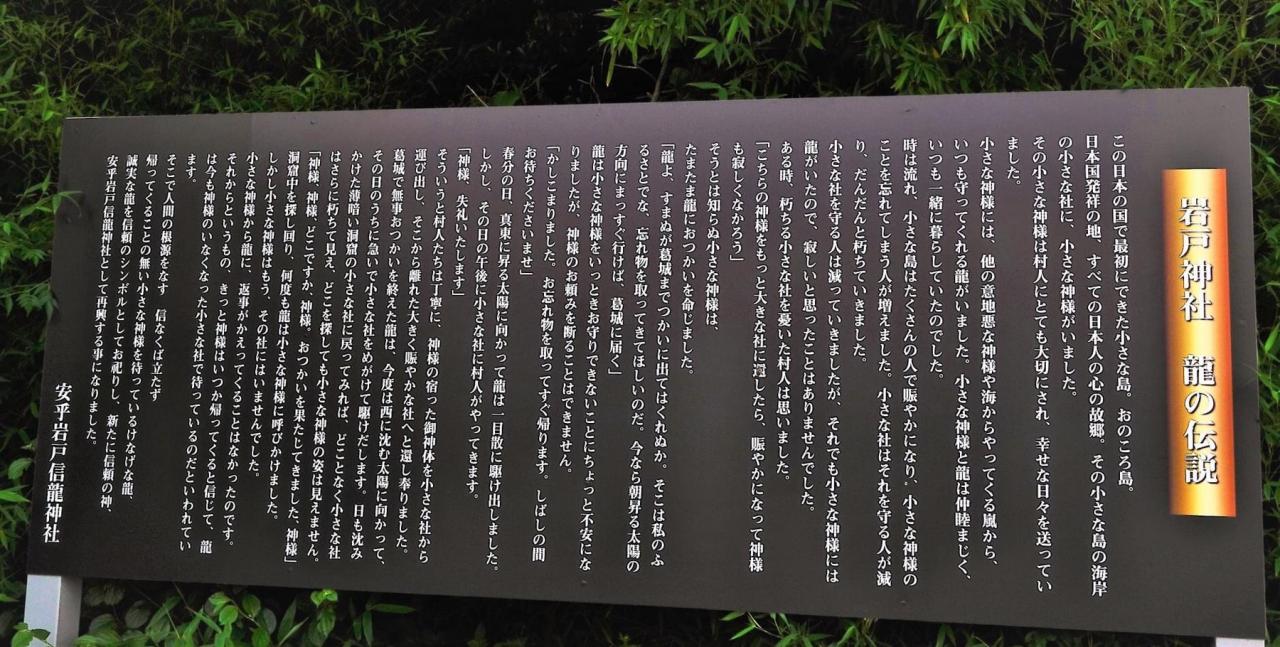 岩戸神社　龍の伝説
この日本の国で最初にできた小さな島。おのころ島。
日本国発祥の地、すべての日本人の心の故郷。その小さな島の海岸
の小さな社に、小さな神様がいました。
その小さな神様は村人にとても大切にされ、幸せな日々を送ってい
ました。
小さな神様には、他の意地悪な神様や海からやってくる嵐から、
いつも守ってくれる龍がいました。小さな神様と龍は仲睦まじく、
いつも一緒に暮らしていたのでした。
時は流れ、小さな島はたくさんの人で賑やかになり、小さな神様の
ことを忘れてしまう人が増えました。小さな社はそれを守る人が減
り、だんだんと朽ちていきました。
小さな社を守る人は減っていきましたが、それでも小さな神様には
龍がいたので、寂しいと思ったことはありませんでした。
ある時、朽ちる小さな社を憂いた村人は思いました。
「こちらの神様をもっと大きな社に還したら、賑やかになって神様
も寂しくなかろう」
そうとは知らぬ小さな神様は、
たまたま龍におつかいを命じました。
「龍よ、すまぬが葛城までつかいに出てはくれぬか。そこは私のふ
るさとでな、忘れ物を取ってきてほしいのだ。今なら朝昇る太陽の
方向にまっすぐ行けば、葛城に届く」
龍は小さな神様をいっときお守りできないことにちょっと不安にな
りましたが、神様のお頼みを断ることはできません。
「かしこまりました。お忘れ物を取ってすぐ帰ります。しばしの間
お待ちくださいませ」
春分の日、真東に昇る太陽に向かって龍は一目散に駆け出しました。
しかし、その日の午後に小さな社に村人がやってきます。
「神様、失礼いたします」
そういうと村人たちは丁寧に、神様の宿った御神体を小さな社から
運び出し、そこから離れた大きく賑やかな社へと還し奉りました。
葛城で無事おつかいを終えた龍は、今度は西に沈む太陽に向かって、
その日のうちに急いで小さな社をめがけて駆けだします。日も沈み
かけた薄暗い洞窟の小さな社に戻ってみれば、どことなく小さな社
はさらに朽ちて見え、どこを探しても小さな神様の姿は見えません。
「神様、神様、どこですか、神様。おつかいを果たしてきました、神様」
洞窟中を探し回り、何度も龍は小さな神様に呼びかけました。
しかし小さな神様はもう、その社にはいませんでした。
小さな神様から龍に、返事がかえってくることはなかったのです。
それからというもの、きっと神様はいつか帰ってくると信じて、龍
は今も神様のいなくなった小さな社で待っているのだといわれてい
ます。
そこで人間の根源をなす　信なくば立たず
帰ってくることの無い小さな神様を待っているけなげな龍、
誠実な龍を信頼のシンボルとしてお祀りし、新たに信頼の神、
安乎岩戸信龍神社として再興する事になりました。
安乎岩戸信龍神社